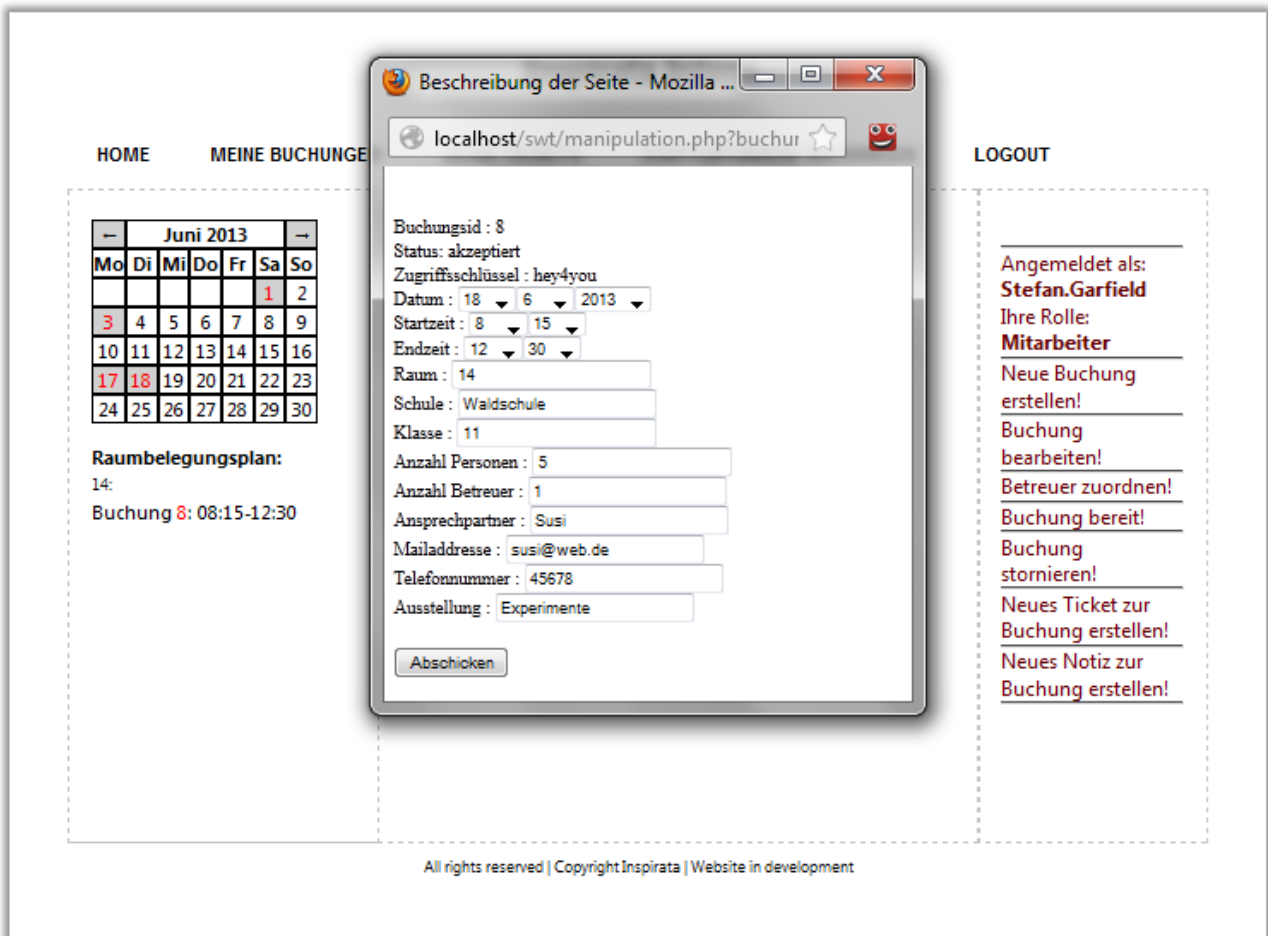 Beschreibung der Seite - Mozilla ...
localhost/swt/manipulation.php?buchur
HOME MEINE BUCHUNGE LOGOUT
← Juni 2013 →
Mo Di Mi Do Fr Sa So
1 2
3 4 5 6 7 8 9
10 11 12 13 14 15 16
17 18 19 20 21 22 23
24 25 26 27 28 29 30
Raumbelegungsplan:
14:
Buchung 8: 08:15-12:30
Buchungsid : 8
Status: akzeptiert
Zugriffsschlüssel : hey4you
Datum : 18 6 2013
Startzeit : 8 15
Endzeit : 12 30
Raum : 14
Schule : Waldschule
Klasse : 11
Anzahl Personen : 5
Anzahl Betreuer : 1
Ansprechpartner : Susi
Mailaddresse : susi@web.de
Telefonnummer : 45678
Ausstellung : Experimente
Abschicken
Angemeldet als:
Stefan.Garfield
Ihre Rolle:
Mitarbeiter
Neue Buchung
erstellen!
Buchung
bearbeiten!
Betreuer zuordnen!
Buchung bereit!
Buchung
stornieren!
Neues Ticket zur
Buchung erstellen!
Neues Notiz zur
Buchung erstellen!
All rights reserved | Copyright Inspirata | Website in development